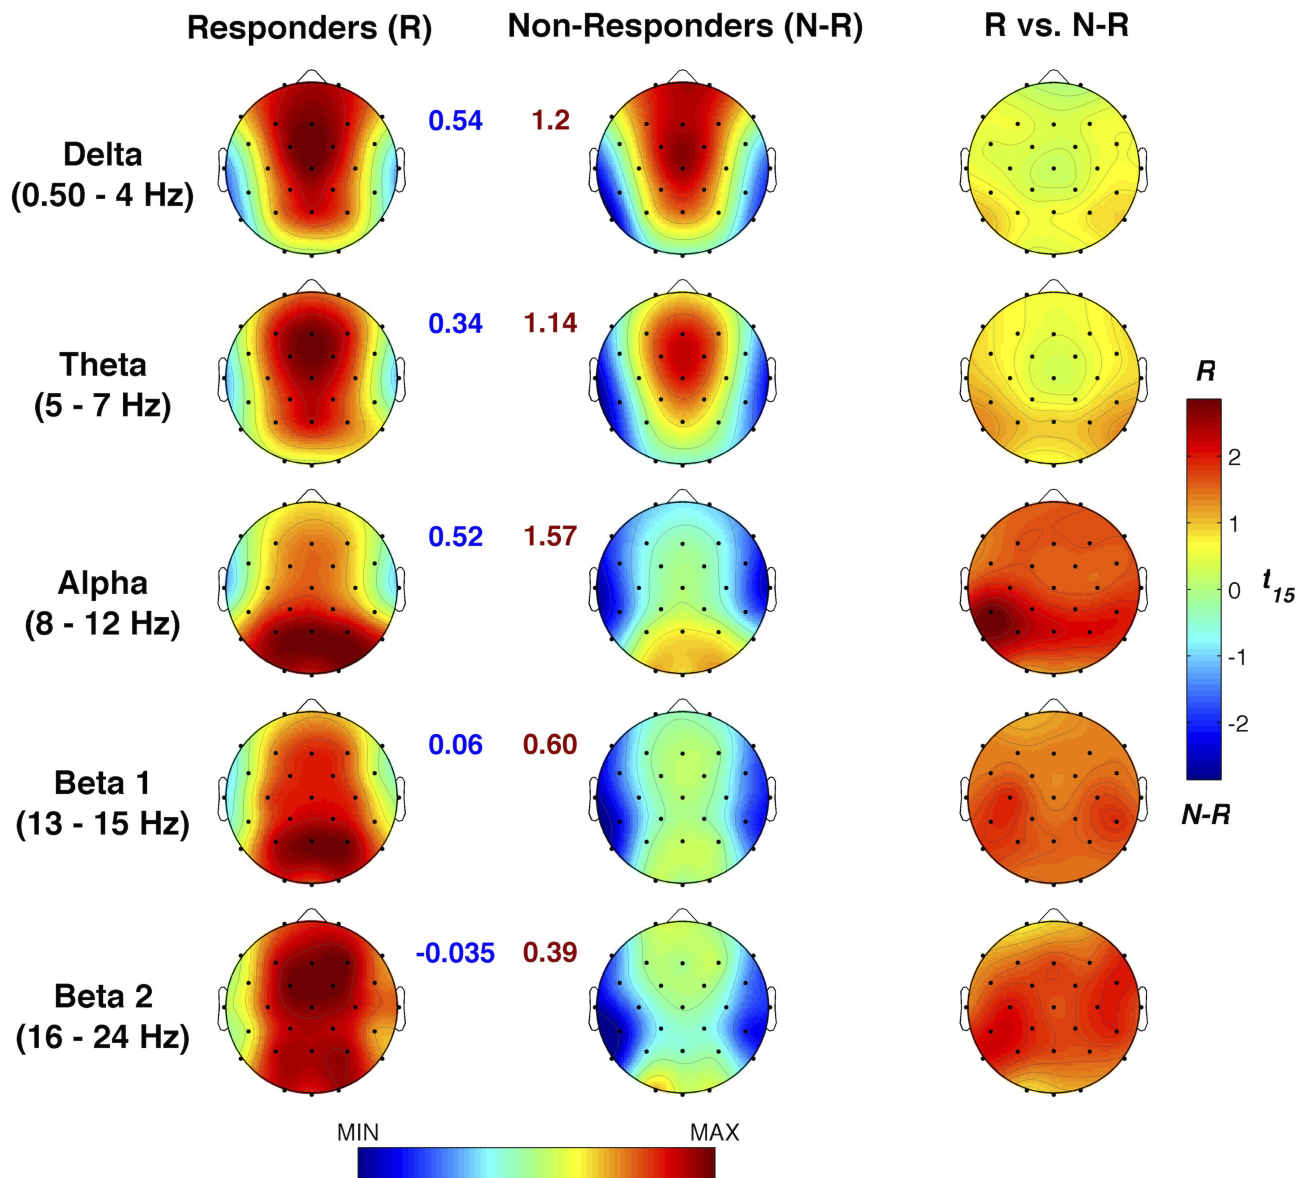 Responders (R) Non-Responders (N-R) R vs. N-R
Delta
(0.50 - 4 Hz)
0.54 1.2
Theta
(5 - 7 Hz)
0.34 1.14
Alpha
(8 - 12 Hz)
0.52 1.57
Beta 1
(13 - 15 Hz)
0.06 0.60
Beta 2
(16 - 24 Hz)
-0.035 0.39
R
2
1
0
-1
-2
t15
N-R
MIN MAX